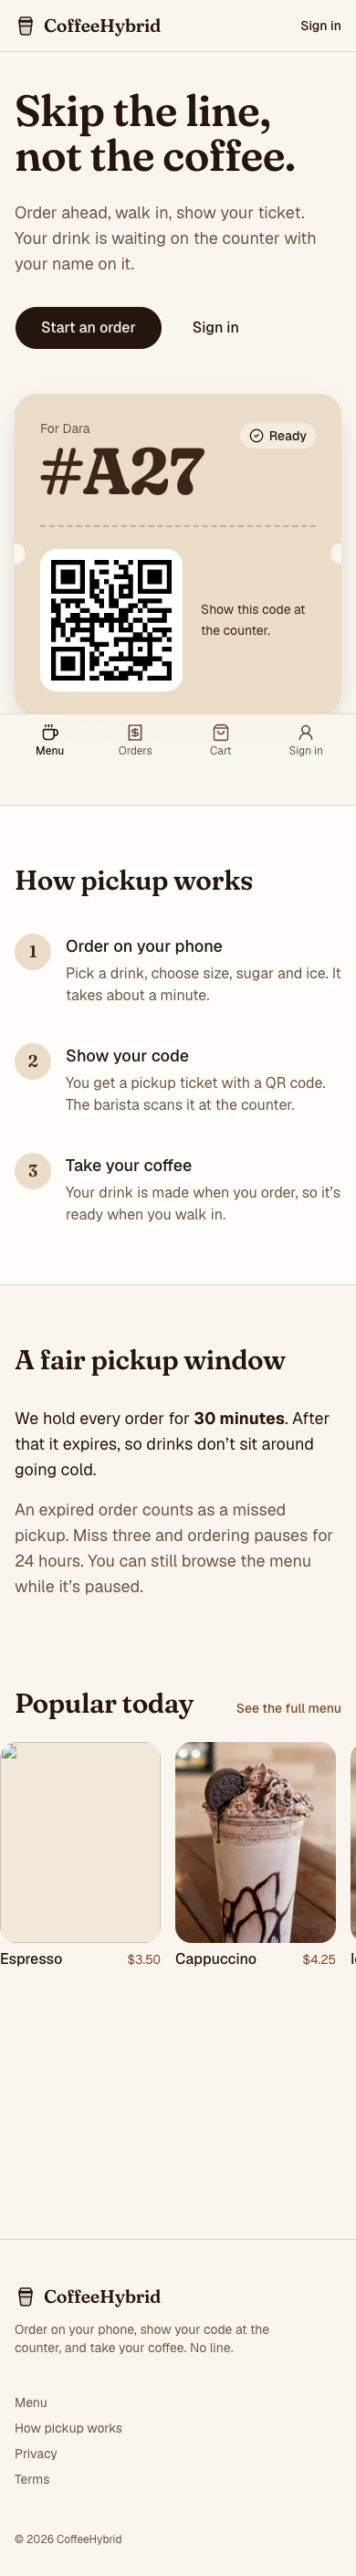 CoffeeHybrid
Sign in
Skip the line,
not the coffee.
Order ahead, walk in, show your ticket.
Your drink is waiting on the counter with
your name on it.
Start an order
Sign in
For Dara
Ready
#A27
Show this code at
the counter.
Menu
Orders
Cart
Sign in
How pickup works
1
Order on your phone
Pick a drink, choose size, sugar and ice. It
takes about a minute.
2
Show your code
You get a pickup ticket with a QR code.
The barista scans it at the counter.
3
Take your coffee
Your drink is made when you order, so it’s
ready when you walk in.
A fair pickup window
We hold every order for 30 minutes. After
that it expires, so drinks don’t sit around
going cold.
An expired order counts as a missed
pickup. Miss three and ordering pauses for
24 hours. You can still browse the menu
while it’s paused.
Popular today
See the full menu
Espresso
$3.50
Cappuccino
$4.25
CoffeeHybrid
Order on your phone, show your code at the
counter, and take your coffee. No line.
Menu
How pickup works
Privacy
Terms
© 2026 CoffeeHybrid